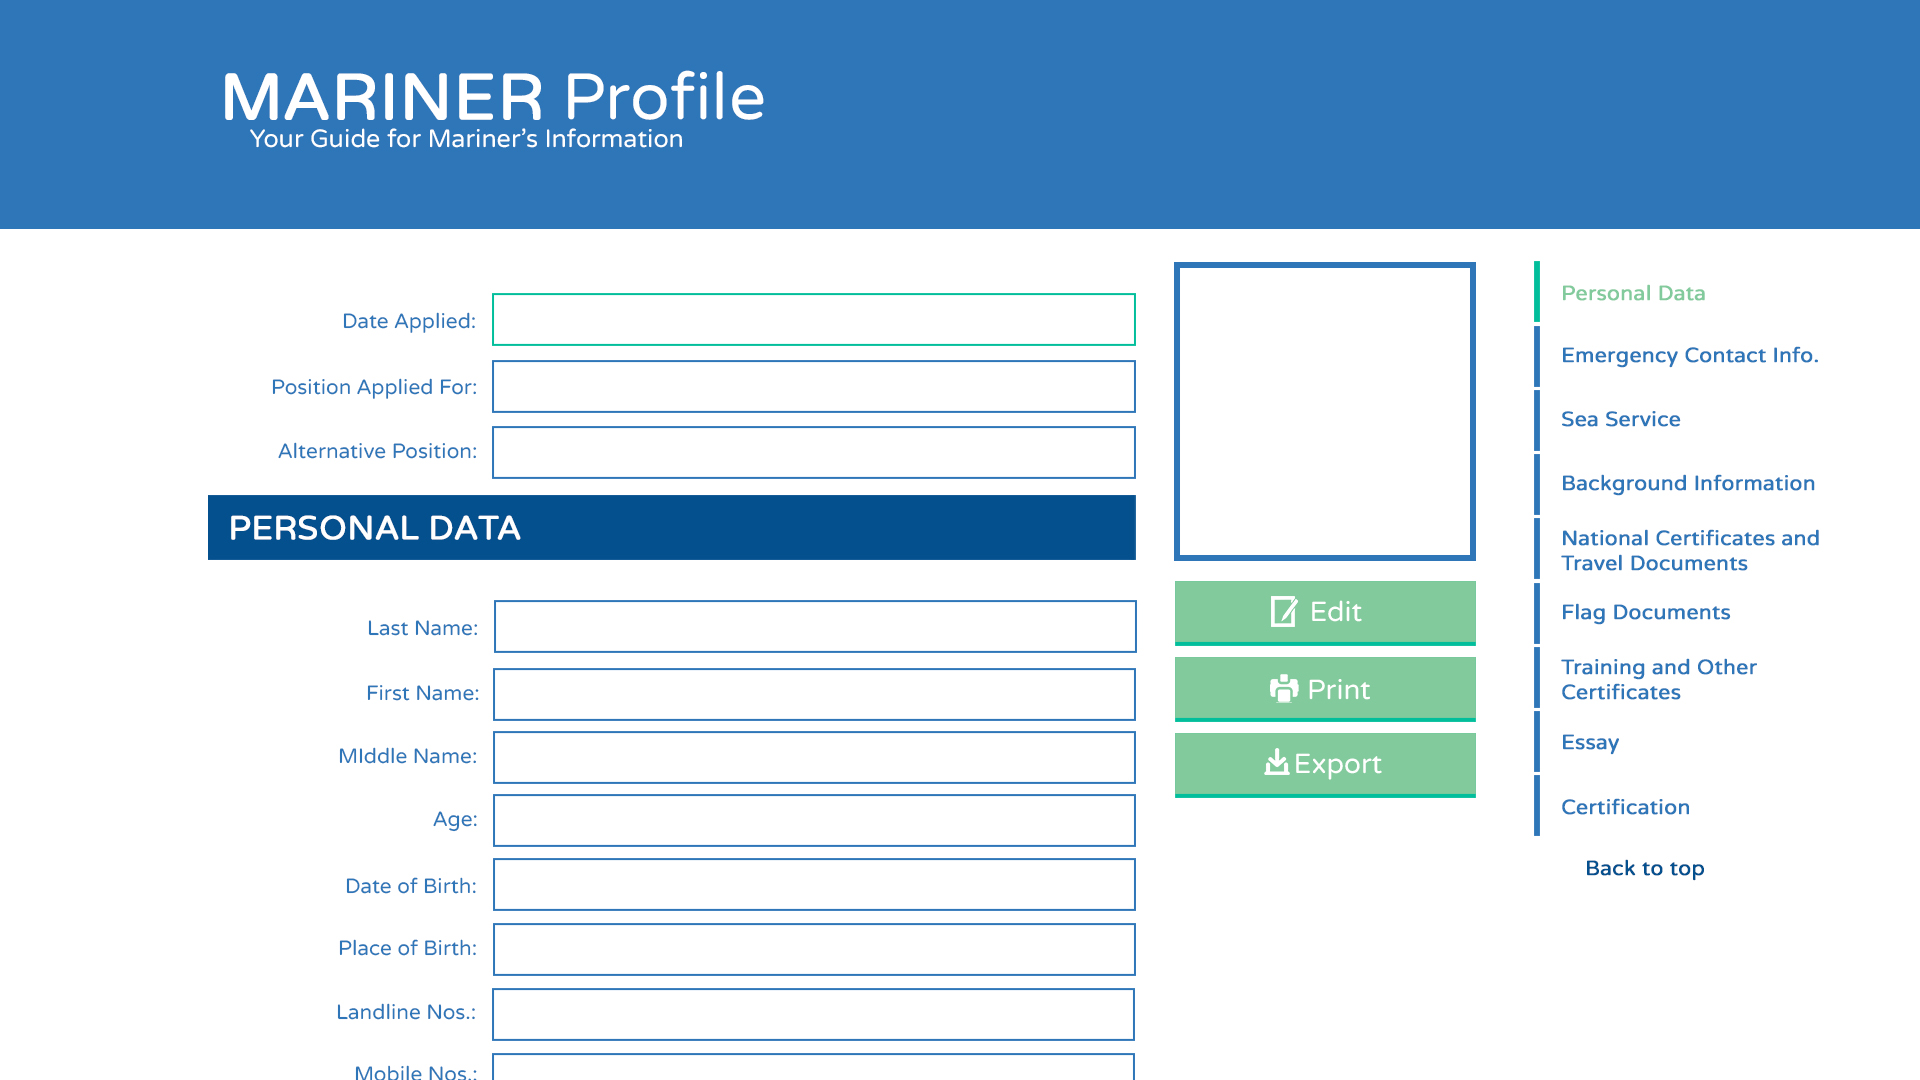 MARINER Profile
Your Guide for Mariner's Information
Date Applied:
Position Applied For:
Alternative Position:
PERSONAL DATA
Last Name:
First Name:
MIddle Name:
Age:
Date of Birth:
Place of Birth:
Landline Nos.:
Mobile Nos.:
Edit
Print
Export
Personal Data
Emergency Contact Info.
Sea Service
Background Information
National Certificates and
Travel Documents
Flag Documents
Training and Other
Certificates
Essay
Certification
Back to top